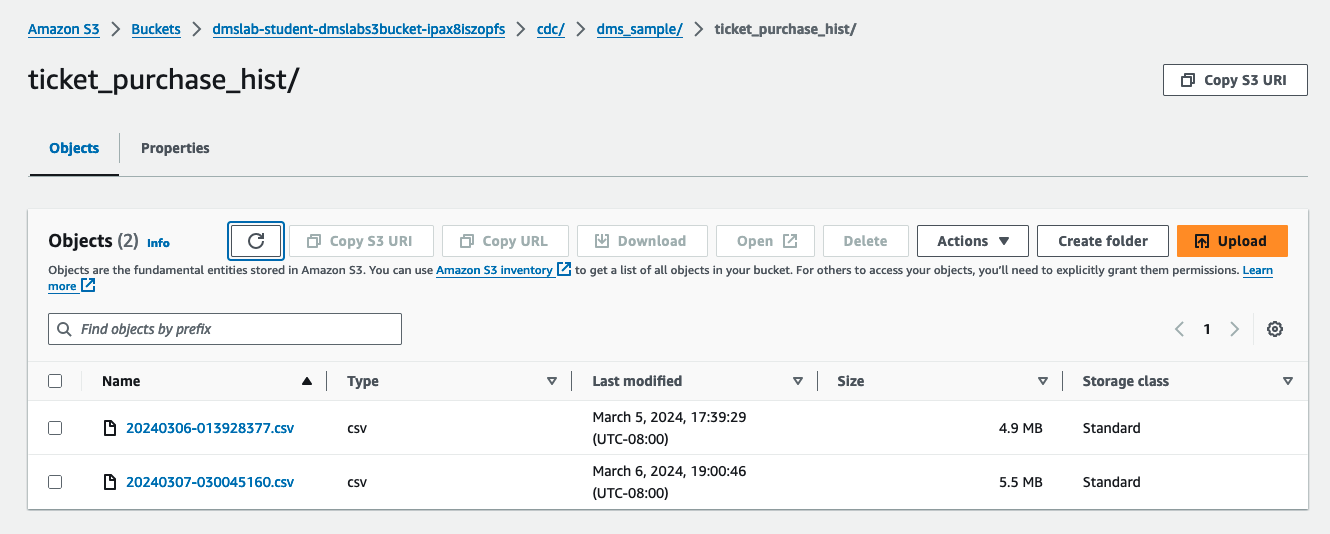 Amazon S3 > Buckets > dmslab-student-dmslabs3bucket-ipax8iszopfs > cdc/ > dms_sample/ > ticket_purchase_hist/
ticket_purchase_hist/
Copy S3 URI
Objects Properties
Objects (2) Info Copy S3 URI Copy URL Download Open Delete Actions Create folder Upload
Objects are the fundamental entities stored in Amazon S3. You can use Amazon S3 inventory to get a list of all objects in your bucket. For others to access your objects, you'll need to explicitly grant them permissions. Learn
more
Find objects by prefix
1
Name Type Last modified Size Storage class
20240306-013928377.csv csv March 5, 2024, 17:39:29 4.9 MB Standard
(UTC-08:00)
20240307-030045160.csv csv March 6, 2024, 19:00:46 5.5 MB Standard
(UTC-08:00)